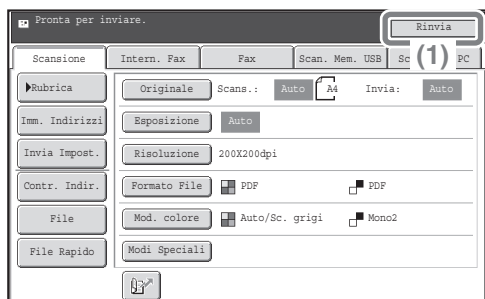 Pronta per inviare.
Rinvia
Scansione Intern. Fax Fax Scan. Mem. USB Sc (1) PC
Rubrica
Originale Scans.: Auto A4 Invia: Auto
Imm. Indirizzi
Esposizione Auto
Invia Impost.
Risoluzione 200X200dpi
Contr. Indir.
Formato File PDF PDF
File
Mod. colore Auto/Sc. grigi Mono2
File Rapido
Modi Speciali